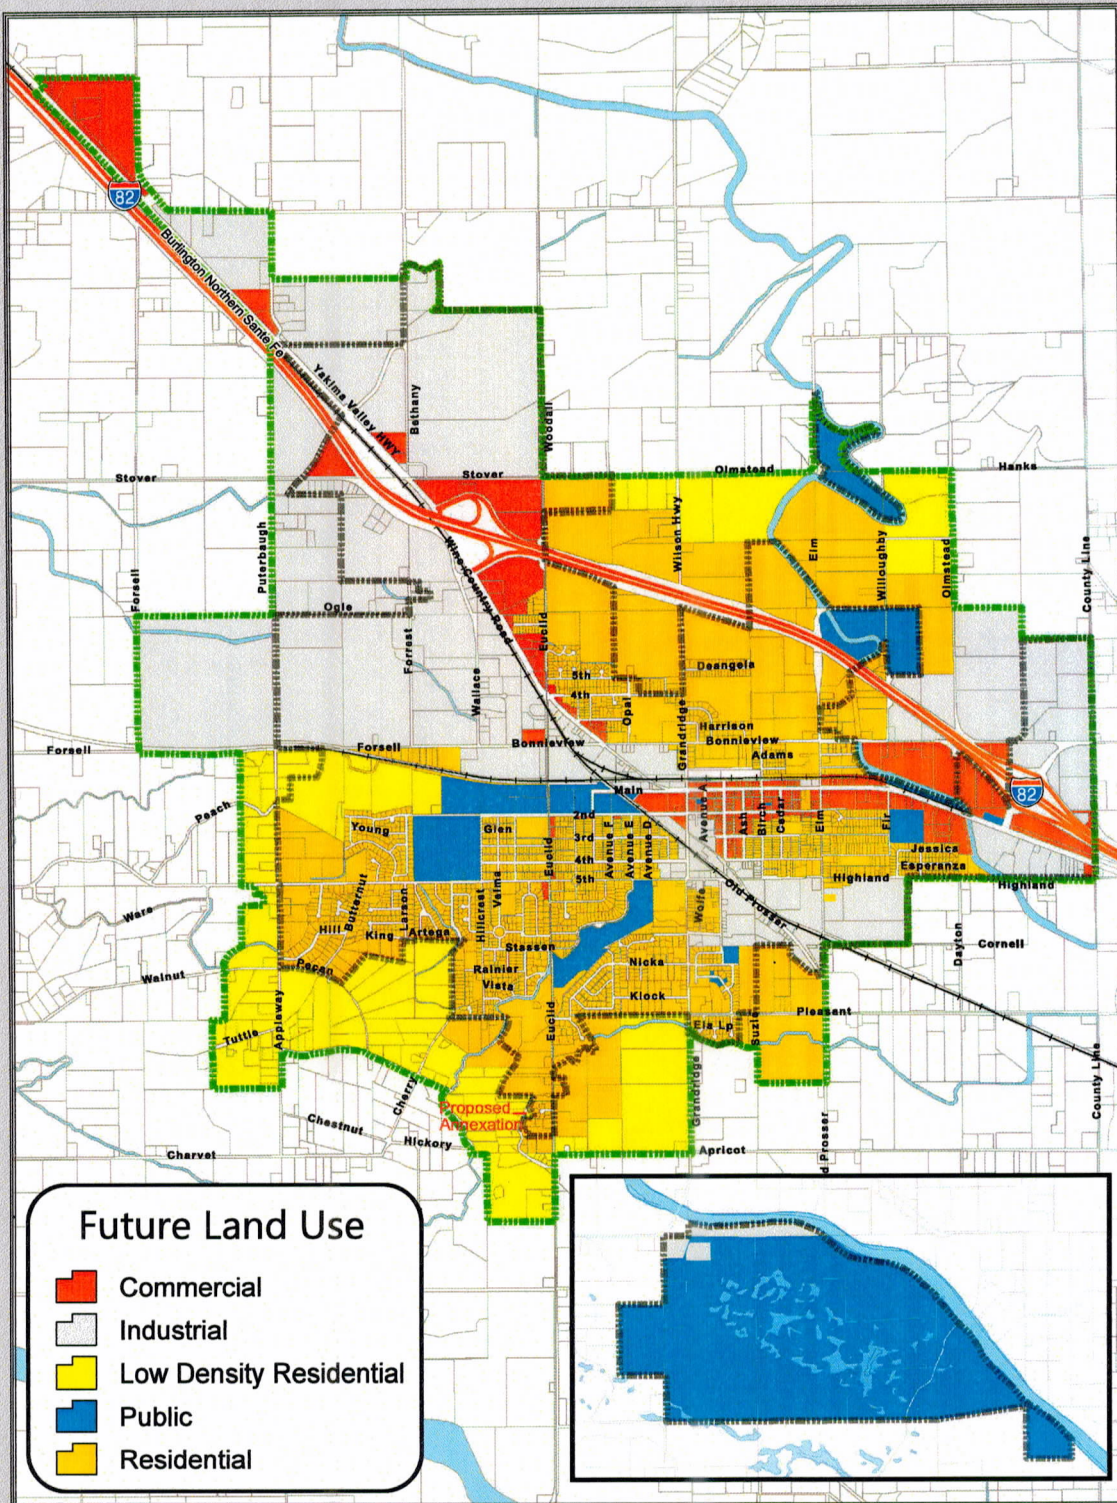 82
Burlington Northern Sante Fe
Yakima Valley HWY
Bethany
Woodall
Stover
Stover
Olmstead
Hanks
Puterbaugh
Forsell
Wine Country Road
Wilson Hwy
Elm
Willoughby
Olmstead
County Line
Ogle
Forrest
Wallace
Euclid
5th
4th
Opal
Deangela
Grandridge
Harrison
Bonnieview
Bonnieview
Adams
Forsell
Forsell
82
Main
Peach
Young
Glen
2nd
3rd
4th
5th
Euclid
Avenue F
Avenue E
Avenue D
Avenue A
Ash
Birch
Cedar
Elm
Fir
Jessica
Esperanza
Highland
Highland
Ware
Butternut
Larson
Hillcrest
Velma
Hill
King
Artega
Stassen
Wolfe
Old Prosser
Dayton
Cornell
Walnut
Pecan
Rainier
Vista
Nicka
Klock
Appleway
Tuttle
Euclid
Ela Lp
Suzie
Pleasant
Cherry
Grandridge
County Line
Proposed
Annexation
Chestnut
Hickory
Charvet
Apricot
d Prosser
Future Land Use
Commercial
Industrial
Low Density Residential
Public
Residential